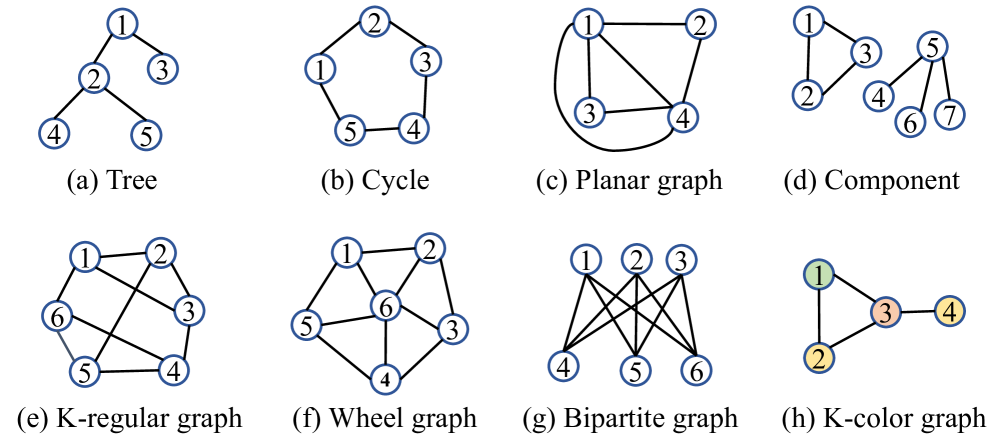 1 2 3 4 5
(a) Tree
2 1 3 5 4
(b) Cycle
1 2 3 4
(c) Planar graph
1 3 2 5 4 6 7
(d) Component
1 2 6 3 5 4
(e) K-regular graph
1 2 6 5 3 4
(f) Wheel graph
1 2 3
4 5 6
(g) Bipartite graph
1 3 4 2
(h) K-color graph